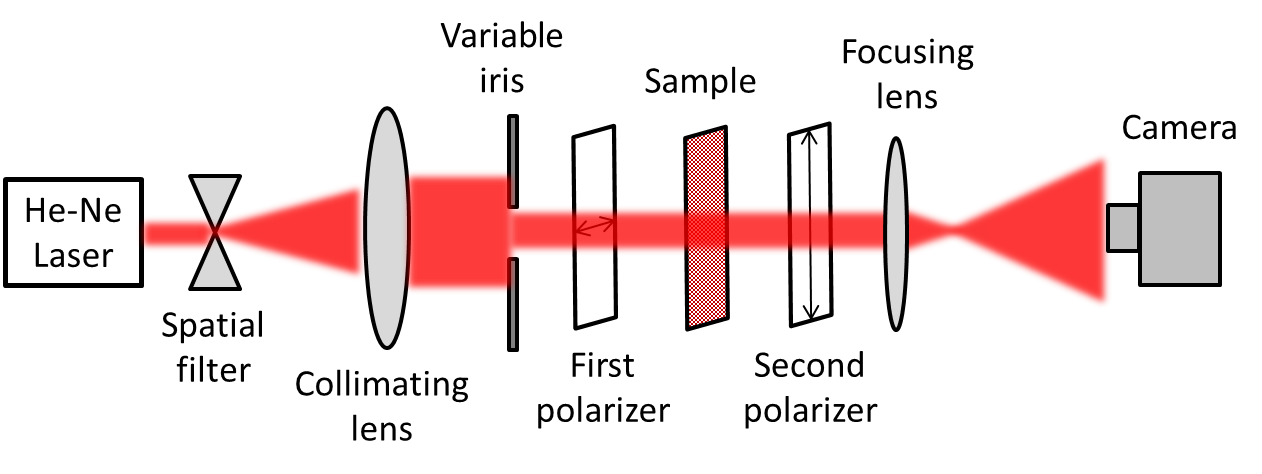 He-Ne
Laser
Spatial
filter
Collimating
lens
Variable
iris
First
polarizer
Sample
Second
polarizer
Focusing
lens
Camera